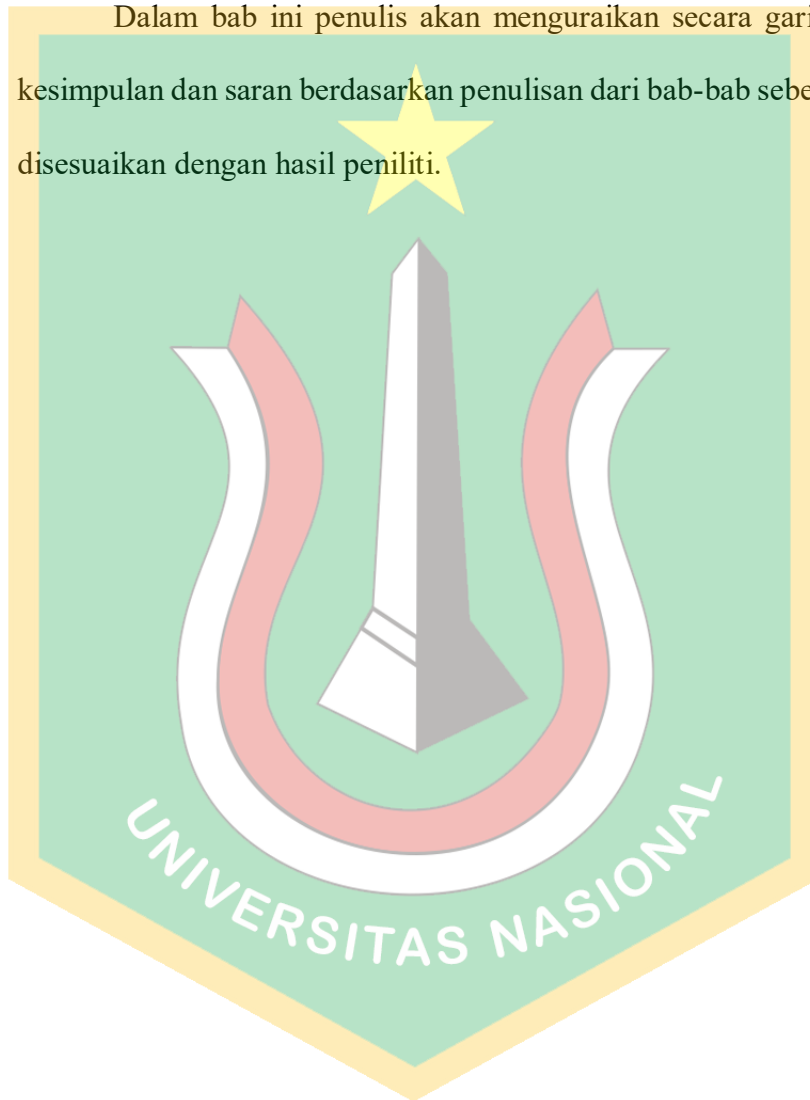 Dalam bab ini penulis akan menguraikan secara
kesimpulan dan saran berdasarkan penulisan dari bab-bab
disesuaikan dengan hasil peniliti.
UNIVERSITAS NASIONAL